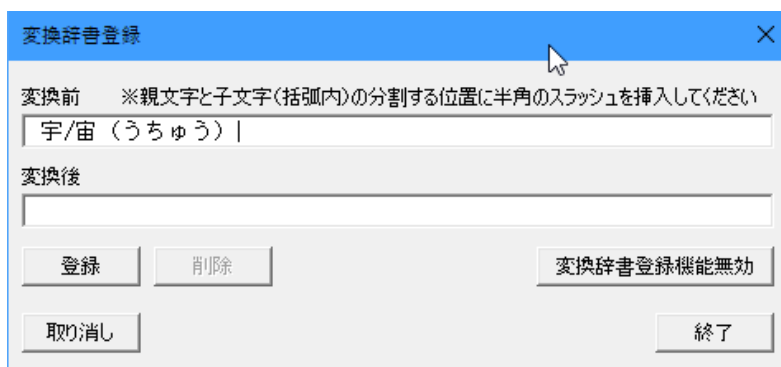 変換辞書登録
変換前 ※親文字と子文字(括弧内)の分割する位置に半角のスラッシュを挿入してください
宇/宙（うちゅう）
変換後
登録 削除 変換辞書登録機能無効
取り消し 終了